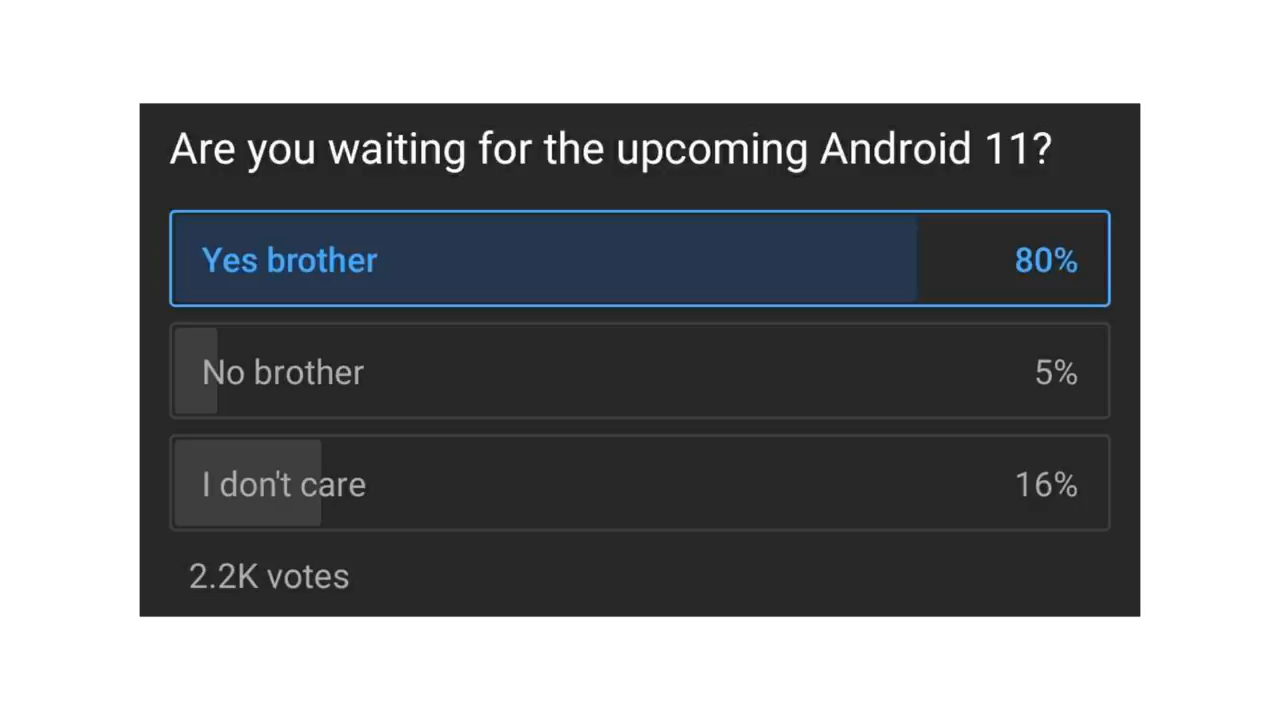 Are you waiting for the upcoming Android 11?
Yes brother 80%
No brother 5%
I don't care 16%
2.2K votes